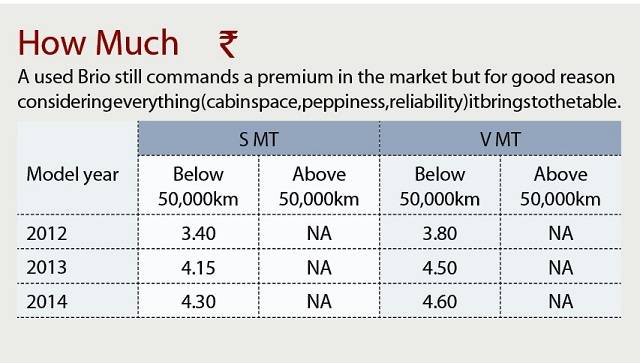 How Much ₹
A used Brio still commands a premium in the market but for good reason
consideringeverything(cabinspace,peppiness,reliability)itbringstothetable.
S MT V MT
Model year Below 50,000km Above 50,000km Below 50,000km Above 50,000km
2012 3.40 NA 3.80 NA
2013 4.15 NA 4.50 NA
2014 4.30 NA 4.60 NA